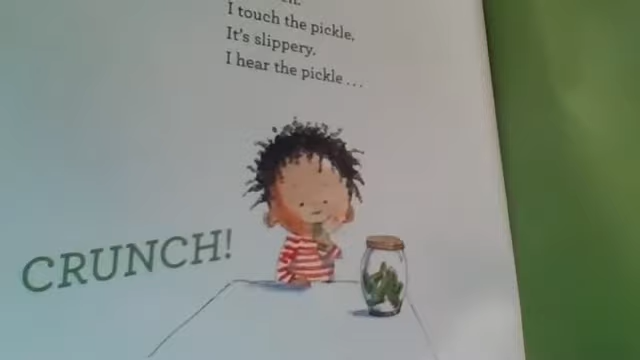 I touch the pickle,
It's slippery.
I hear the pickle . . .
CRUNCH!